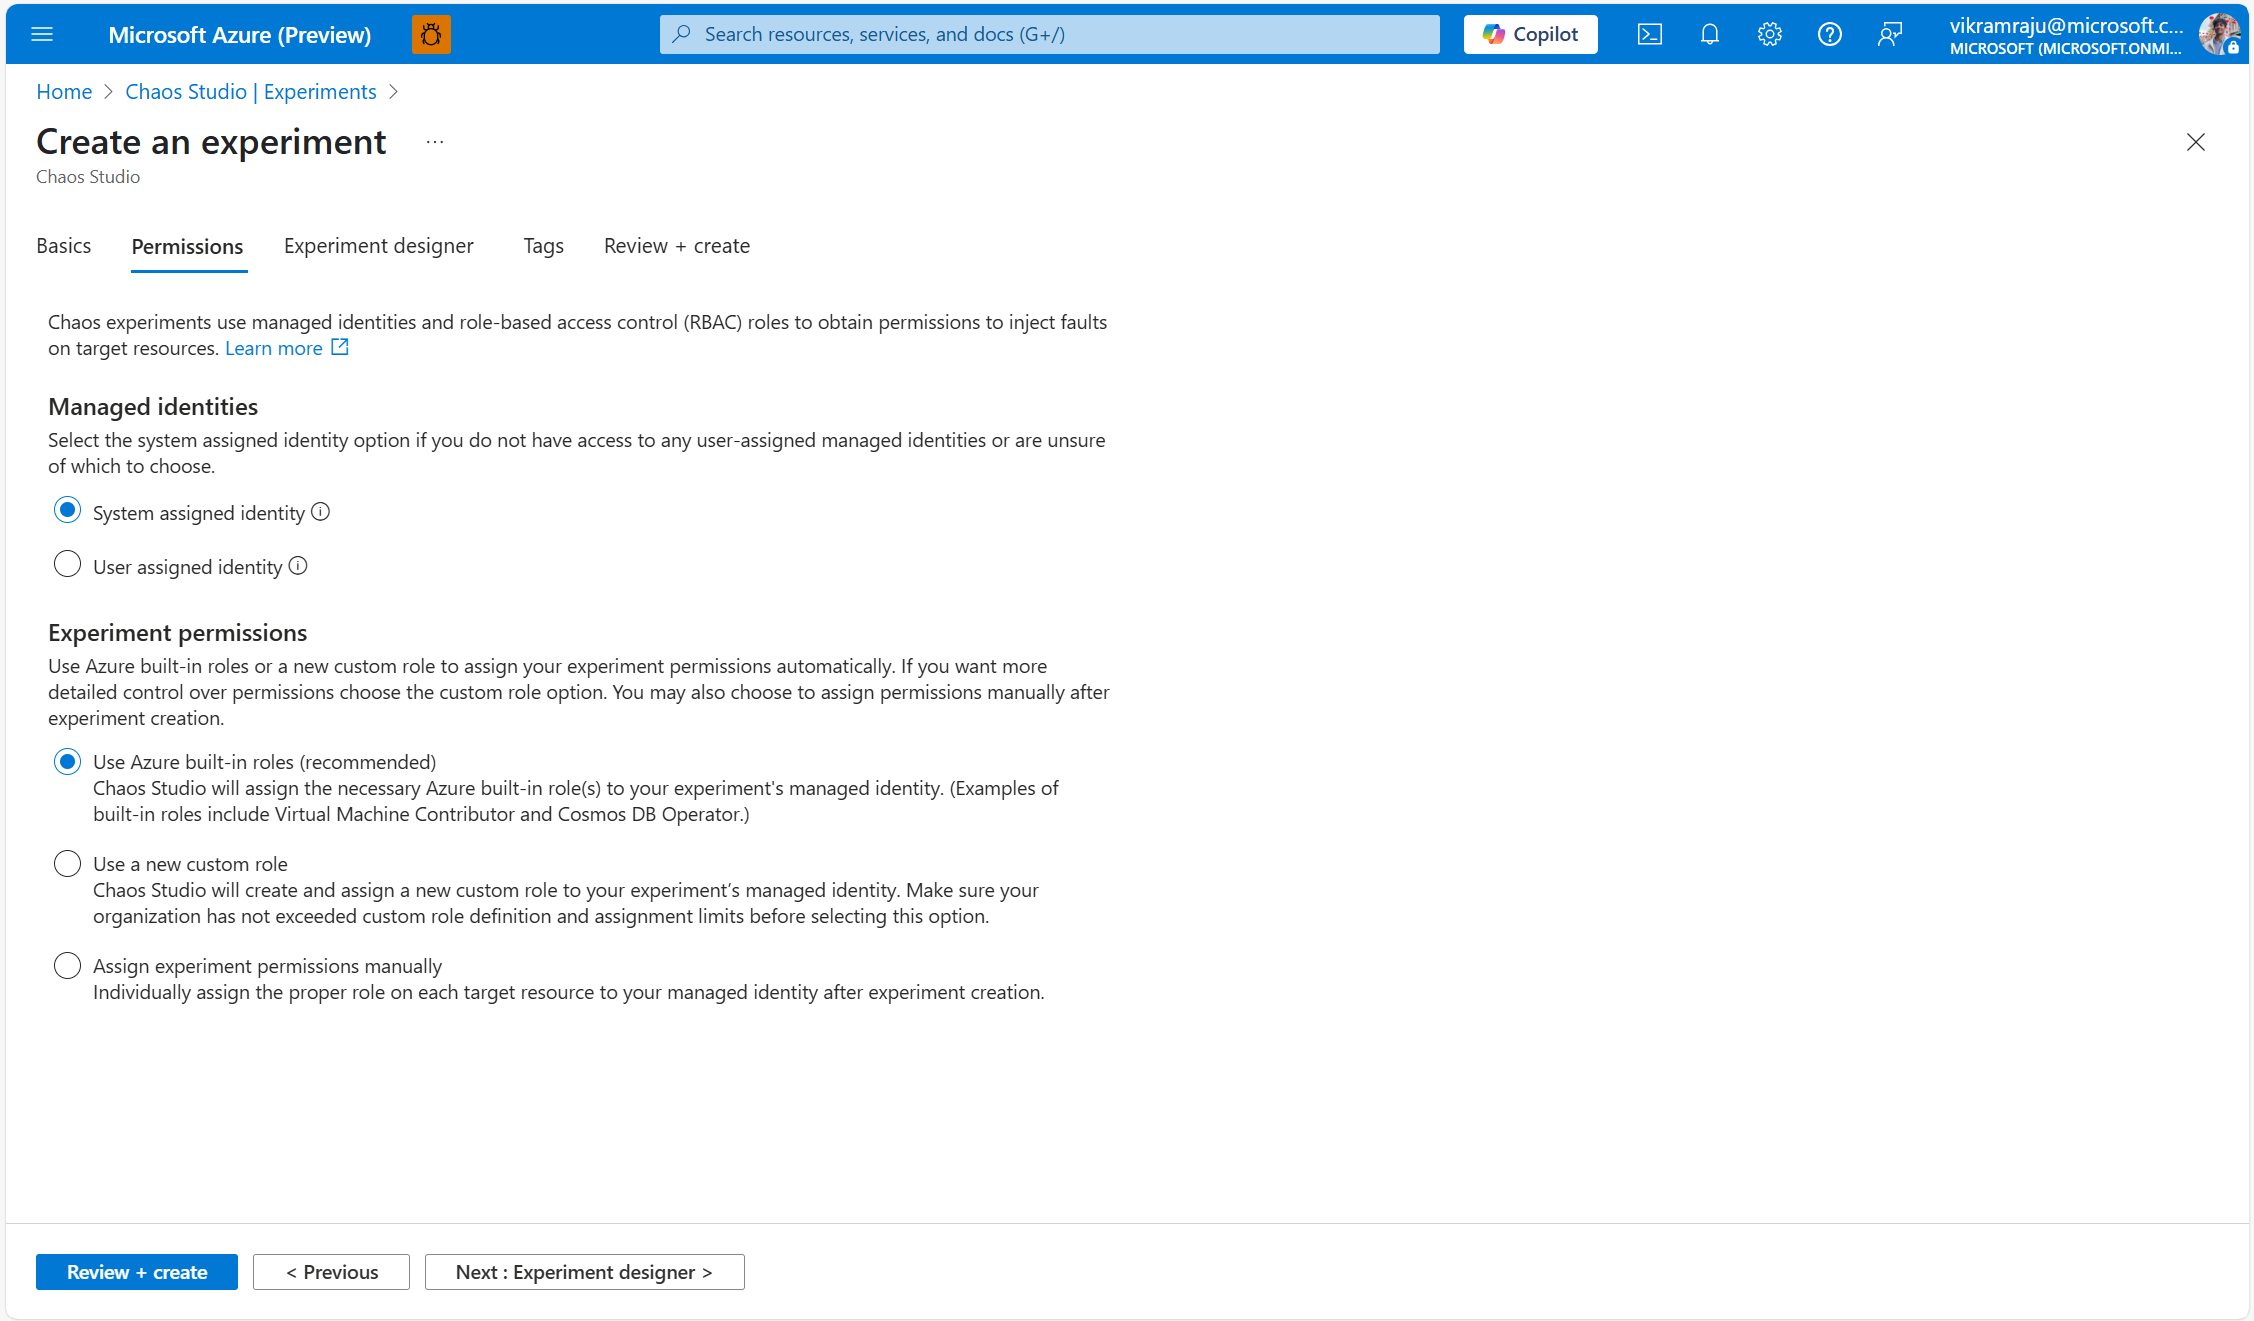 Microsoft Azure (Preview)
Search resources, services, and docs (G+/)
Copilot
vikramraju@microsoft.c...
MICROSOFT (MICROSOFT.ONMI...
Home > Chaos Studio | Experiments >
Create an experiment ...
Chaos Studio
Basics Permissions Experiment designer Tags Review + create
Chaos experiments use managed identities and role-based access control (RBAC) roles to obtain permissions to inject faults
on target resources. Learn more
Managed identities
Select the system assigned identity option if you do not have access to any user-assigned managed identities or are unsure
of which to choose.
System assigned identity
User assigned identity
Experiment permissions
Use Azure built-in roles or a new custom role to assign your experiment permissions automatically. If you want more
detailed control over permissions choose the custom role option. You may also choose to assign permissions manually after
experiment creation.
Use Azure built-in roles (recommended)
Chaos Studio will assign the necessary Azure built-in role(s) to your experiment's managed identity. (Examples of
built-in roles include Virtual Machine Contributor and Cosmos DB Operator.)
Use a new custom role
Chaos Studio will create and assign a new custom role to your experiment’s managed identity. Make sure your
organization has not exceeded custom role definition and assignment limits before selecting this option.
Assign experiment permissions manually
Individually assign the proper role on each target resource to your managed identity after experiment creation.
Review + create
< Previous
Next : Experiment designer >